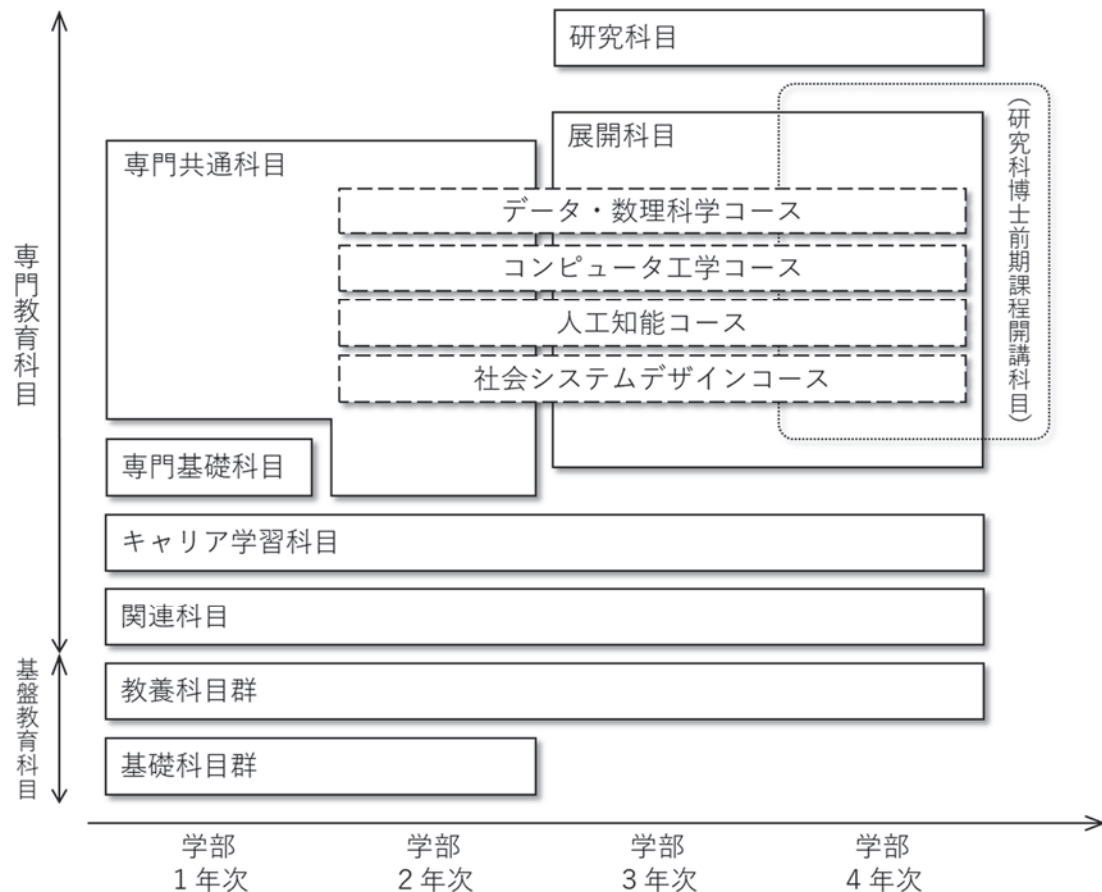 研究科目
展開科目
(研究科博士前期課程開講科目)
専門共通科目
データ・数理科学コース
コンピュータ工学コース
人工知能コース
社会システムデザインコース
専門教育科目
専門基礎科目
キャリア学習科目
関連科目
教養科目群
基盤教育科目
基礎科目群
学部
1年次
学部
2年次
学部
3年次
学部
4年次